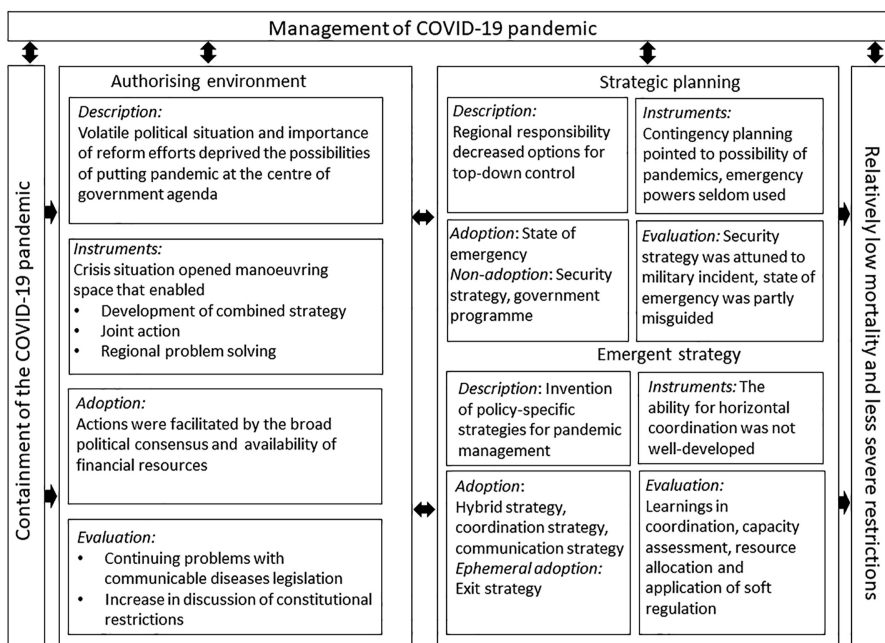 Management of COVID-19 pandemic
Containment of the COVID-19 pandemic
Authorising environment
Description:
Volatile political situation and importance
of reform efforts deprived the possibilities
of putting pandemic at the centre of
government agenda
Instruments:
Crisis situation opened manoeuvring
space that enabled
• Development of combined strategy
• Joint action
• Regional problem solving
Adoption:
Actions were facilitated by the broad
political consensus and availability of
financial resources
Evaluation:
• Continuing problems with
communicable diseases legislation
• Increase in discussion of constitutional
restrictions
Strategic planning
Description:
Regional responsibility
decreased options for
top-down control
Instruments:
Contingency planning
pointed to possibility of
pandemics, emergency
powers seldom used
Adoption: State of
emergency
Non-adoption: Security
strategy, government
programme
Evaluation: Security
strategy was attuned to
military incident, state of
emergency was partly
misguided
Emergent strategy
Description: Invention
of policy-specific
strategies for pandemic
management
Instruments: The
ability for horizontal
coordination was not
well-developed
Adoption:
Hybrid strategy,
coordination strategy,
communication strategy
Ephemeral adoption:
Exit strategy
Evaluation:
Learnings in
coordination, capacity
assessment, resource
allocation and
application of soft
regulation
Relatively low mortality and less severe restrictions